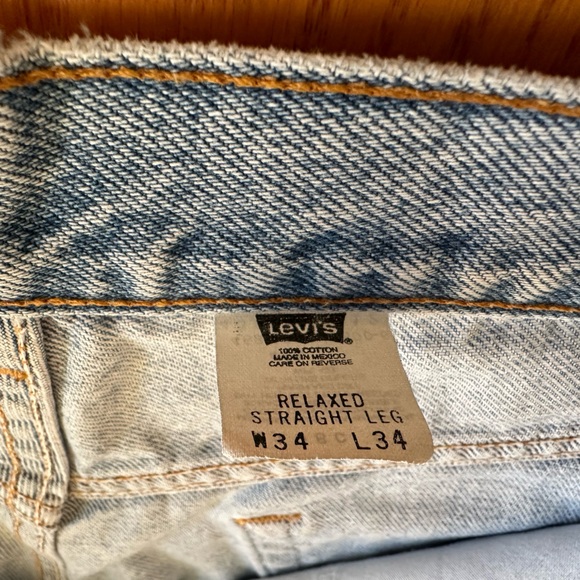 Levi's
®
100% COTTON
MADE IN MEXICO
CARE ON REVERSE
RELAXED
STRAIGHT LEG
W34 L34